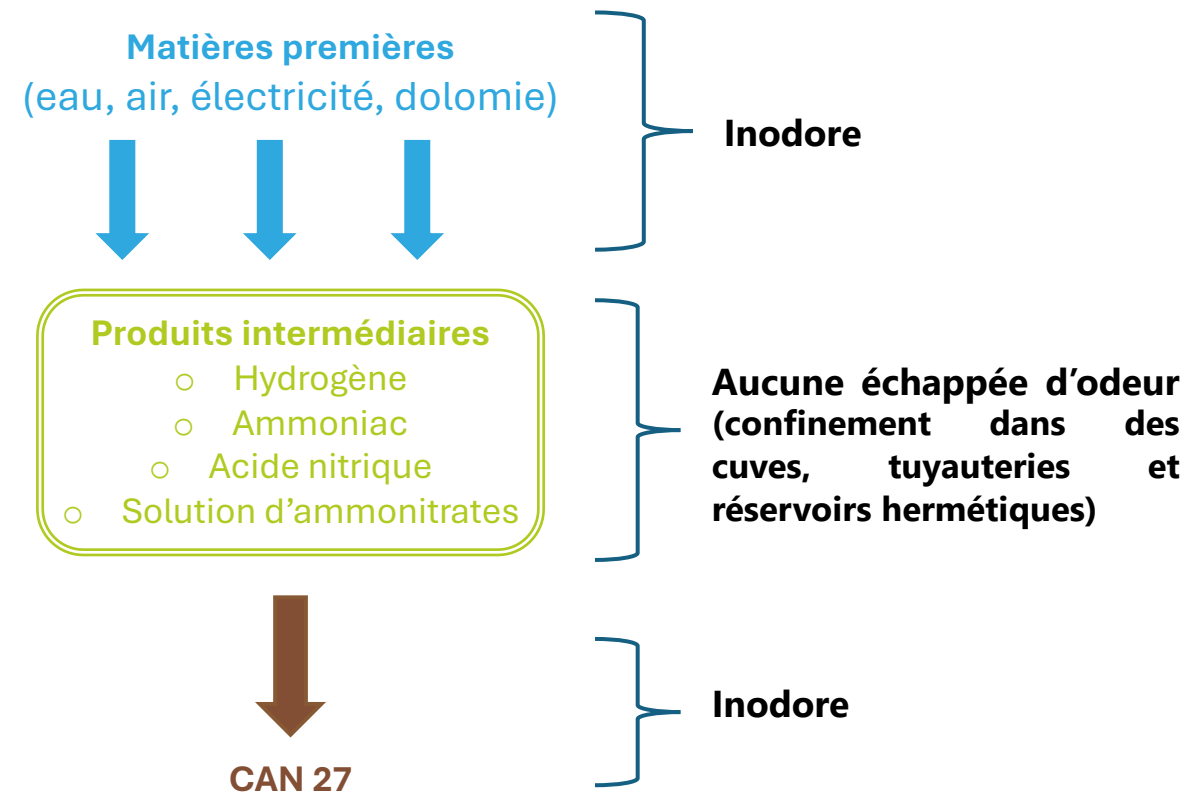 Matières premières
(eau, air, électricité, dolomie)
Inodore
Produits intermédiaires
o Hydrogène
o Ammoniac
o Acide nitrique
o Solution d’ammonitrates
Aucune échappée d’odeur
(confinement dans des
cuves, tuyauteries et
réservoirs hermétiques)
Inodore
CAN 27